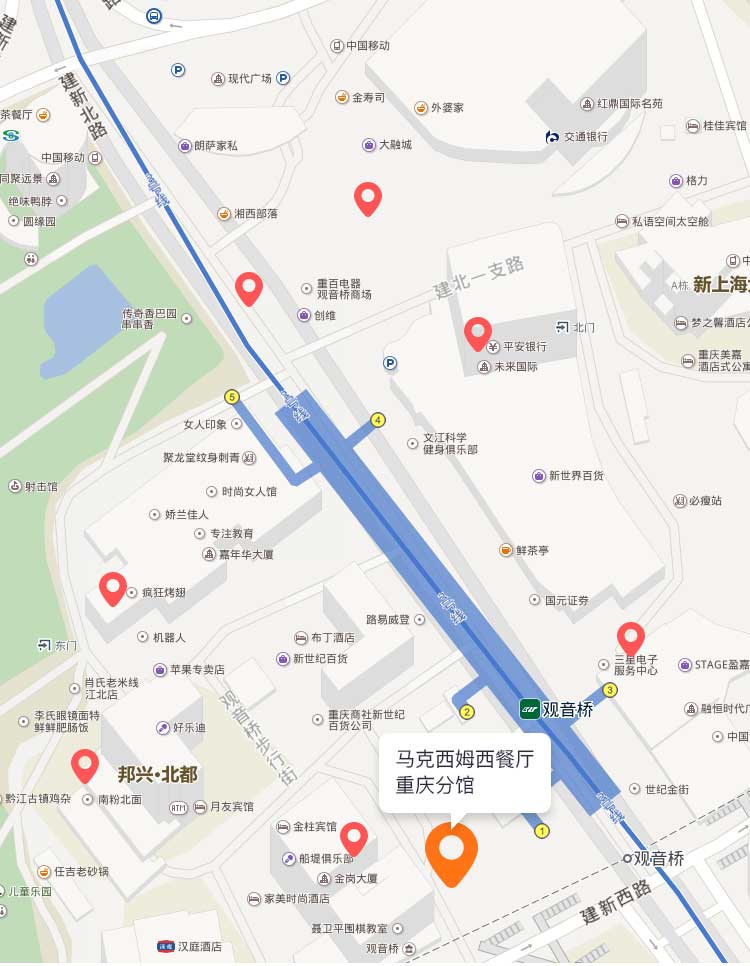 中国移动
P
现代广场
P
金寿司
外婆家
红鼎国际名苑
茶餐厅
建新北路
桂佳宾馆
交通银行
朗萨家私
大融城
中国移动
同聚远景
格力
绝味鸭脖
圆缘园
湘西部落
私语空间太空舱
3号线
建北一支路
A栋
新上海
重百电器
观音桥商场
传奇香巴园
串串香
创维
北门
梦之馨酒店公
平安银行
未来国际
重庆美嘉
酒店式公寓
P
5
3号线
4
女人印象
文江科学
健身俱乐部
聚龙堂纹身刺青
新世界百货
射击馆
时尚女人馆
必瘦站
娇兰佳人
专注教育
嘉年华大厦
鲜茶亭
疯狂烤翅
国元证券
3号线
路易威登
机器人
布丁酒店
东门
新世纪百货
三星电子
服务中心
苹果专卖店
STAGE盈嘉
肖氏老米线
江北店
3
观音桥步行街
李氏眼镜面特
鲜鲜肥肠饭
好乐迪
重庆商社新世纪
百货公司
2
观音桥
融恒时代广
中国
马克西姆西餐厅
重庆分馆
邦兴·北都
黔江古镇鸡杂
南粉北面
ATM
月友宾馆
世纪金街
3号线
金柱宾馆
1
船堤俱乐部
观音桥
任吉老砂锅
金岗大厦
儿童乐园
家美时尚酒店
建新西路
聂卫平围棋教室
汉庭酒店
观音桥